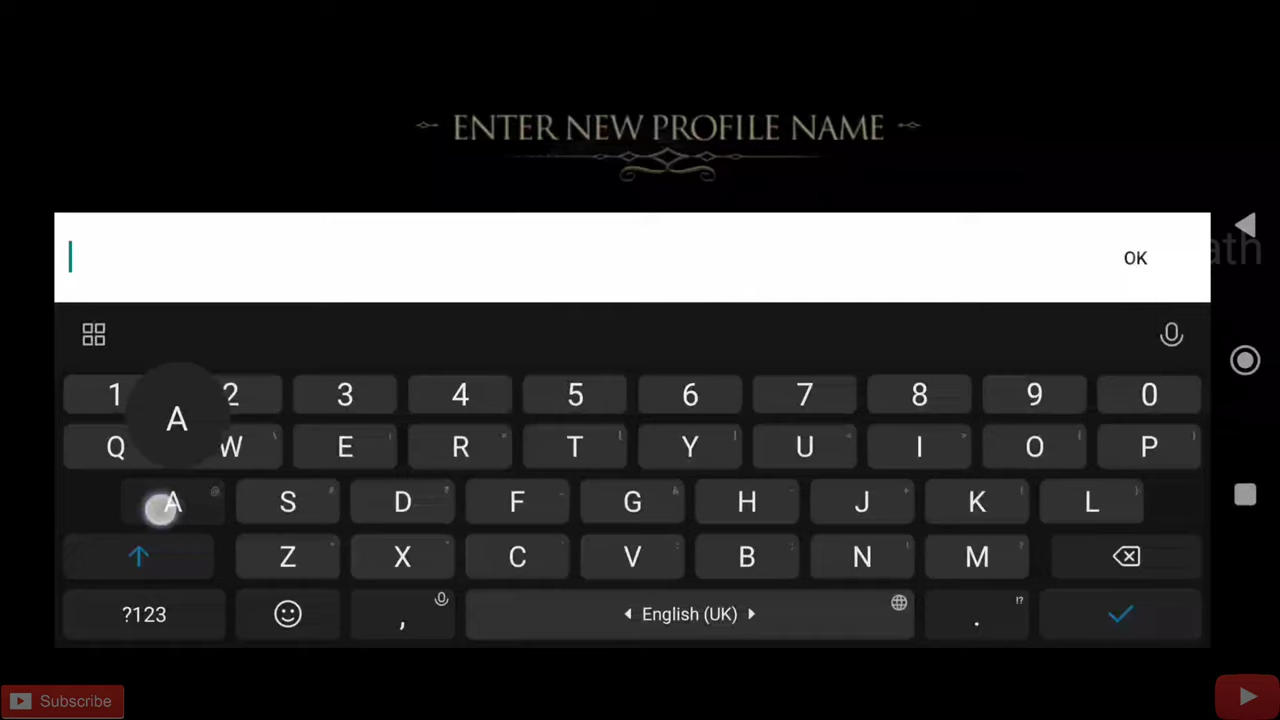 ENTER NEW PROFILE NAME
ath
OK
1 2 3 4 5 6 7 8 9 0
A
Q W E R T Y U I O P
A S D F G H J K L
Z X C V B N M
?123 , English (UK) . !?
Subscribe